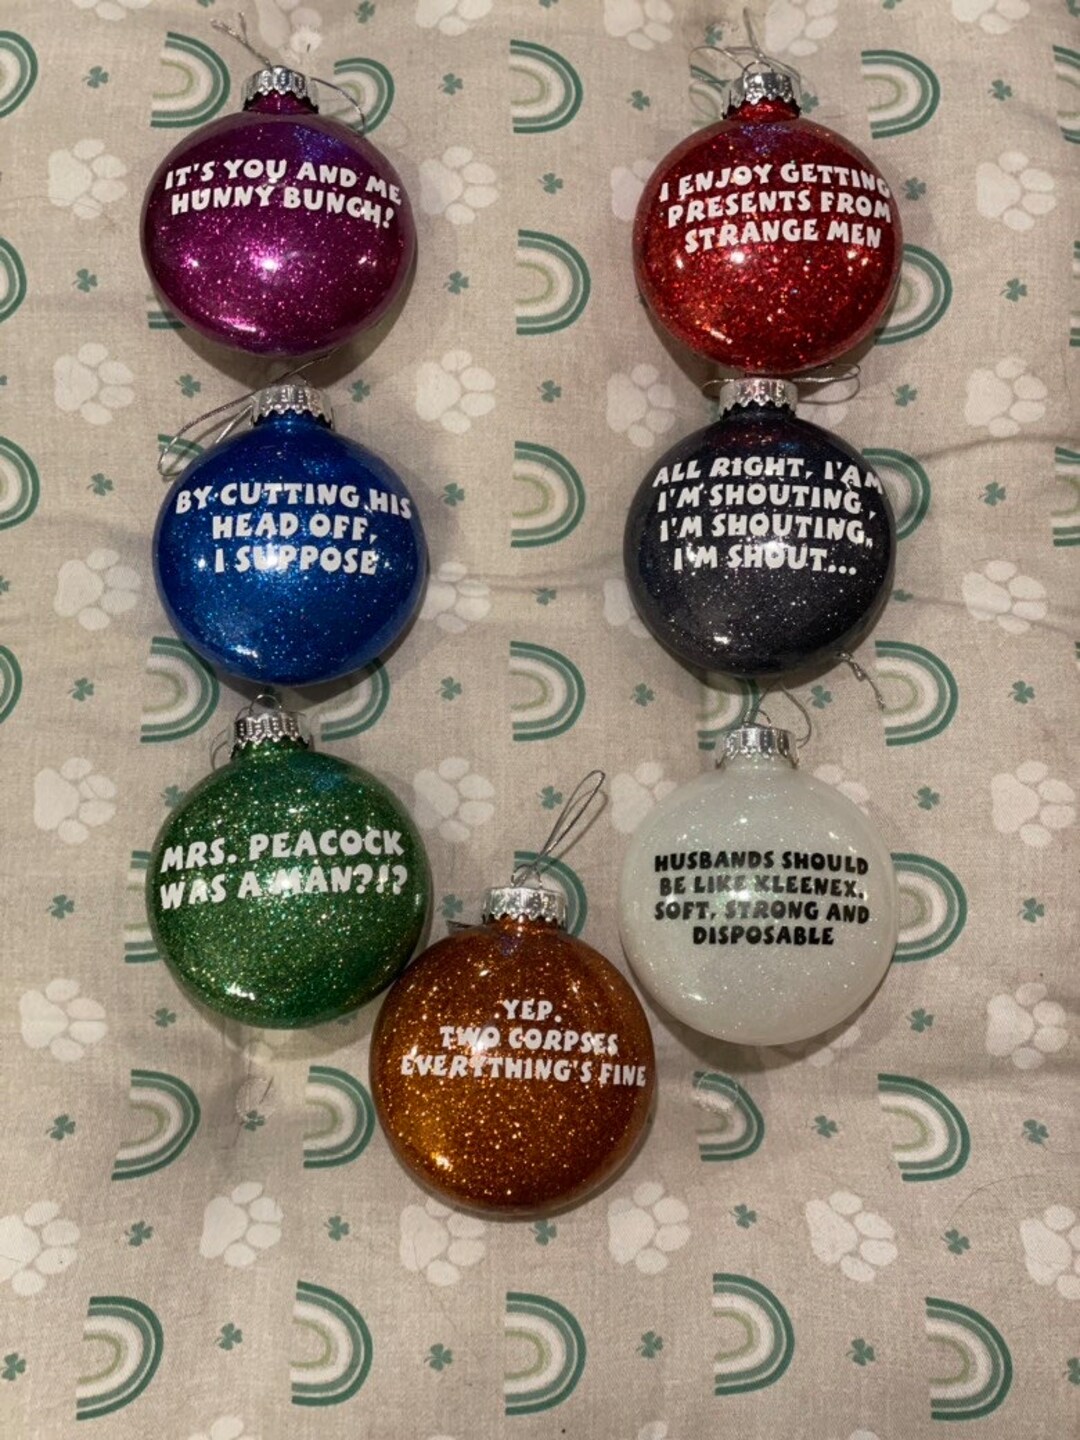 IT'S YOU AND ME
HUNNY BUNCH!
I ENJOY GETTING
PRESENTS FROM
STRANGE MEN
BY CUTTING HIS
HEAD OFF,
I SUPPOSE
ALL RIGHT, I'AM
I'M SHOUTING,
I'M SHOUTING,
I'M SHOUT...
MRS. PEACOCK
WAS A MAN?!?
HUSBANDS SHOULD
BE LIKE KLEENEX,
SOFT, STRONG AND
DISPOSABLE
YEP.
TWO CORPSES
EVERYTHING'S FINE